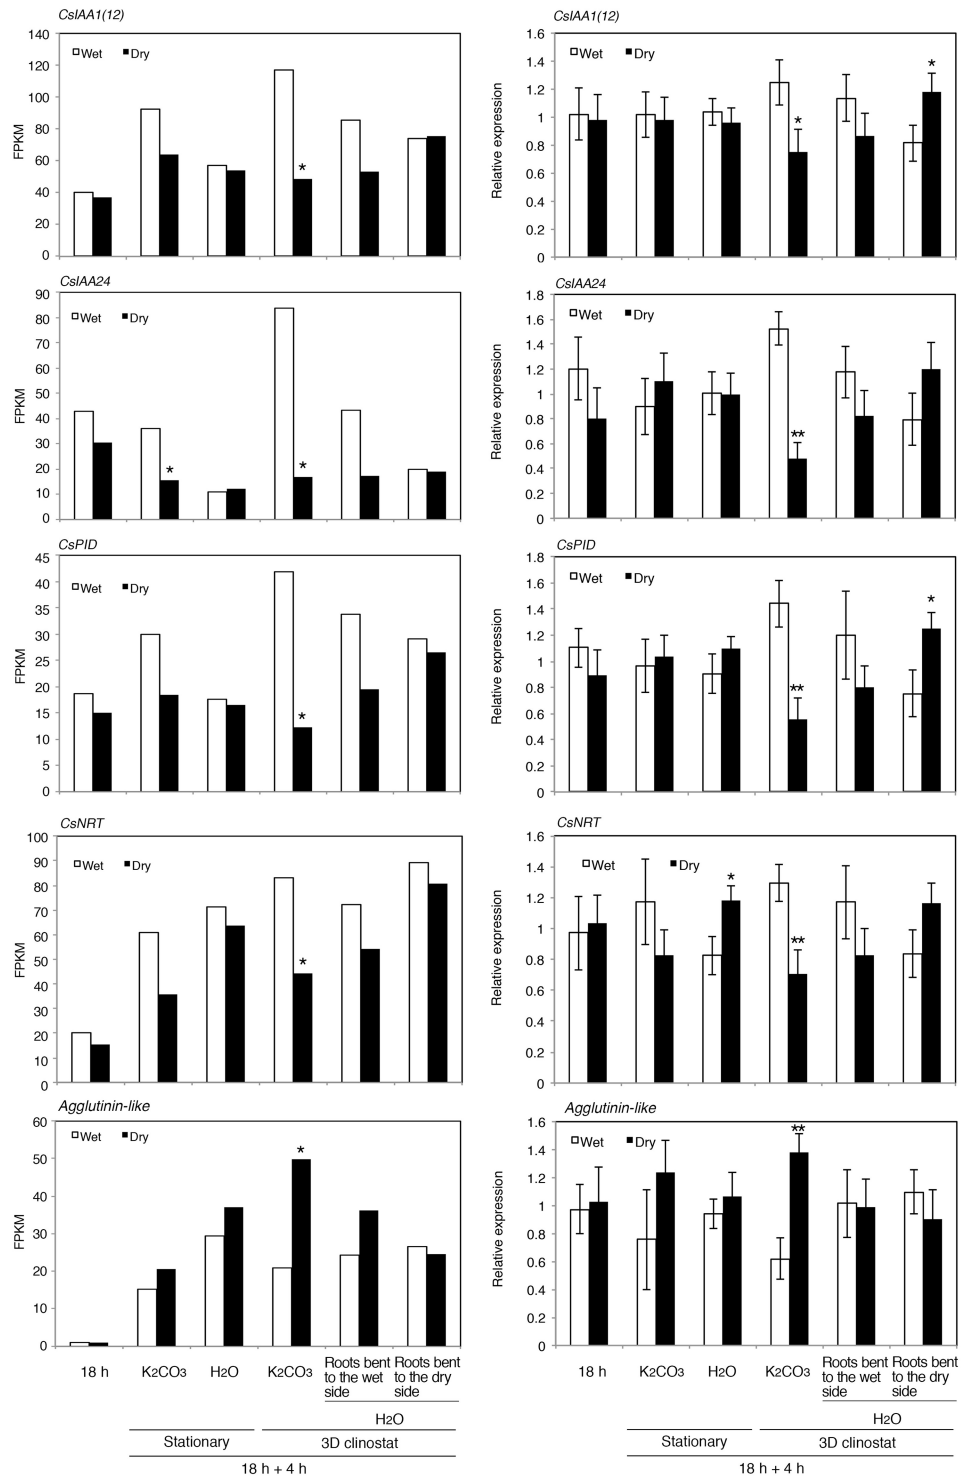 CsIAA1(12)
140
120
100
80
60
40
20
0
FPKM
Wet Dry
*
CsIAA1(12)
1.6
1.4
1.2
1
0.8
0.6
0.4
0.2
0
Relative expression
Wet Dry
*
*
CsIAA24
90
80
70
60
50
40
30
20
10
0
FPKM
Wet Dry
*
*
CsIAA24
1.8
1.6
1.4
1.2
1
0.8
0.6
0.4
0.2
0
Relative expression
Wet Dry
**
CsPID
45
40
35
30
25
20
15
10
5
0
FPKM
Wet Dry
*
CsPID
1.8
1.6
1.4
1.2
1
0.8
0.6
0.4
0.2
0
Relative expression
Wet Dry
**
*
CsNRT
100
90
80
70
60
50
40
30
20
10
0
FPKM
Wet Dry
*
CsNRT
1.6
1.4
1.2
1
0.8
0.6
0.4
0.2
0
Relative expression
Wet Dry
*
**
Agglutinin-like
60
50
40
30
20
10
0
FPKM
Wet Dry
*
Agglutinin-like
1.6
1.4
1.2
1
0.8
0.6
0.4
0.2
0
Relative expression
Wet Dry
**
18 h K2CO3 H2O K2CO3
Roots bent
to the wet
side
Roots bent
to the dry
side
H2O
Stationary 3D clinostat
18 h + 4 h
18 h K2CO3 H2O K2CO3
Roots bent
to the wet
side
Roots bent
to the dry
side
H2O
Stationary 3D clinostat
18 h + 4 h